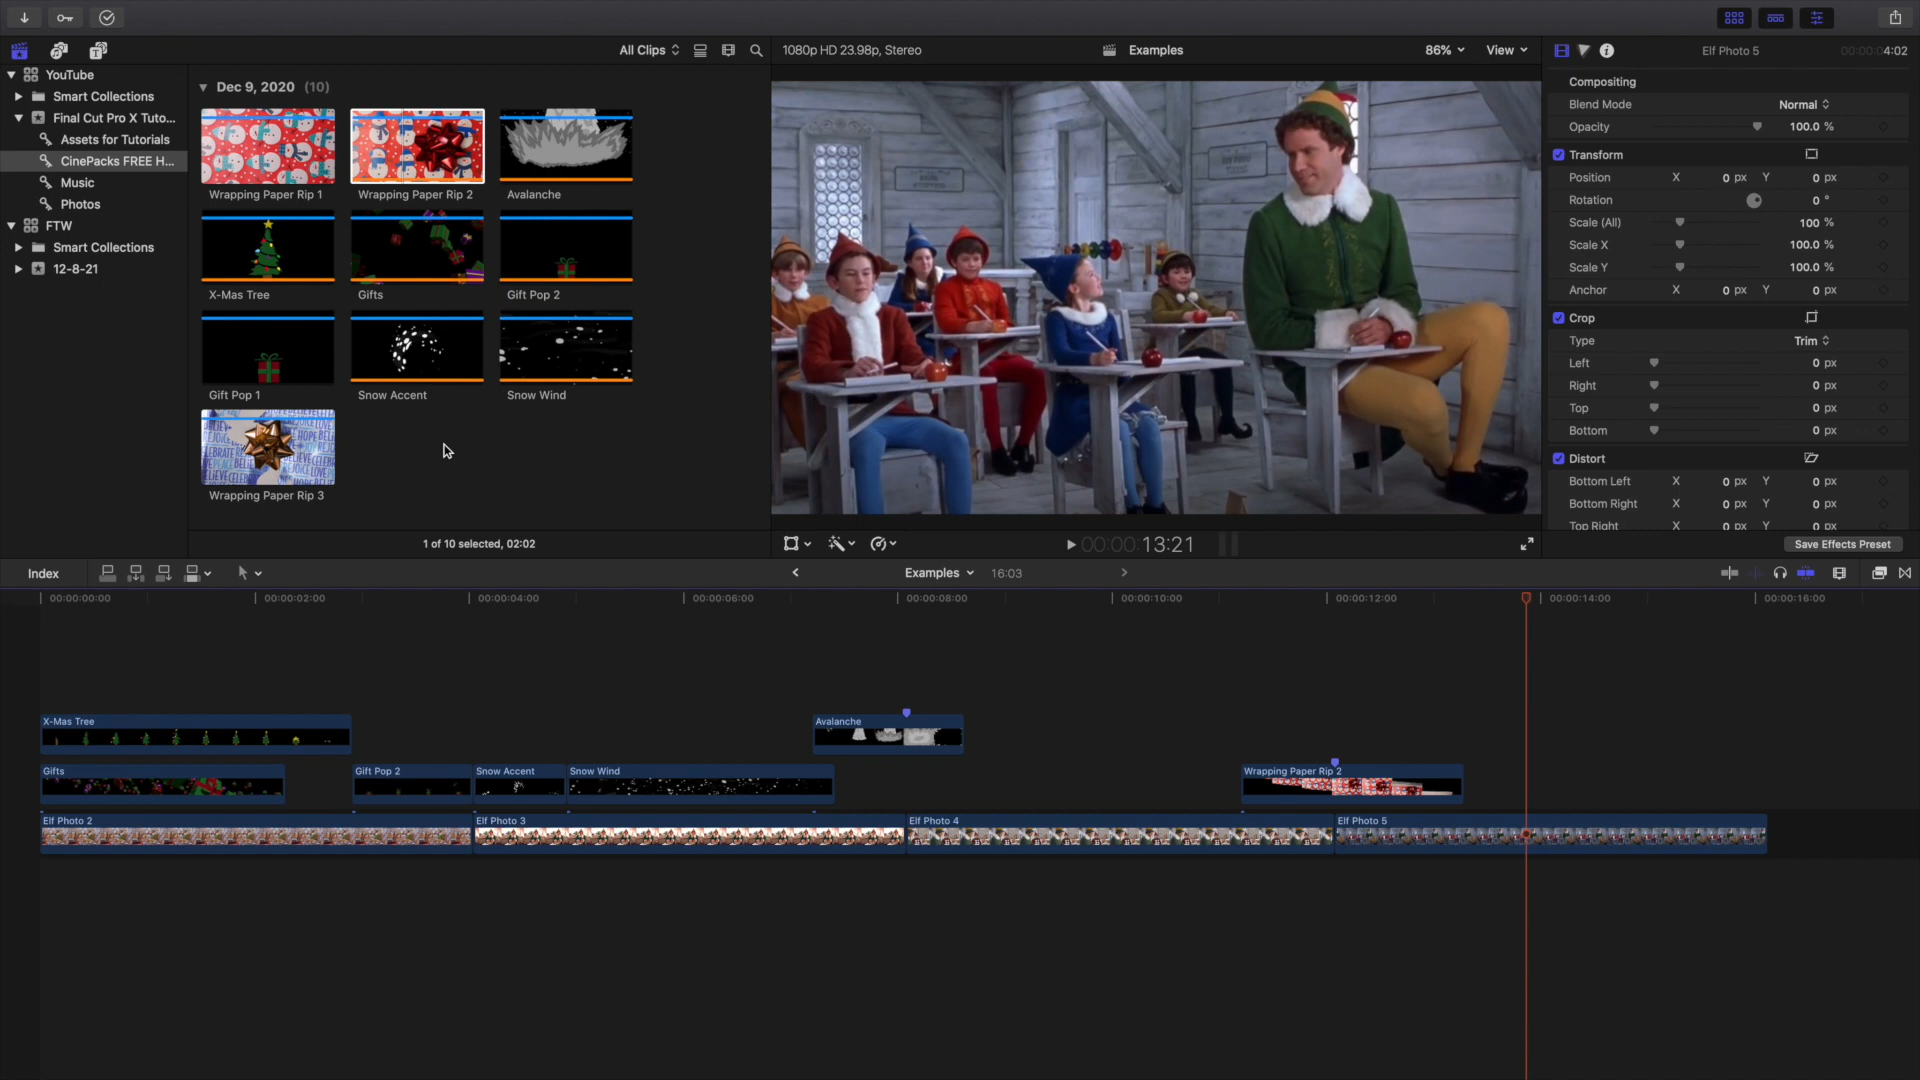 All Clips
1080p HD 23.98p, Stereo
Examples
86%
View
Elf Photo 5
00:00:04:02
YouTube
Smart Collections
Final Cut Pro X Tuto...
Assets for Tutorials
CinePacks FREE H...
Music
Photos
FTW
Smart Collections
12-8-21
Dec 9, 2020 (10)
Wrapping Paper Rip 1
Wrapping Paper Rip 2
Avalanche
X-Mas Tree
Gifts
Gift Pop 2
Gift Pop 1
Snow Accent
Snow Wind
Wrapping Paper Rip 3
1 of 10 selected, 02:02
00:00:00:13:21
Compositing
Blend Mode Normal
Opacity 100.0 %
Transform
Position X 0 px Y 0 px
Rotation 0 °
Scale (All) 100 %
Scale X 100.0 %
Scale Y 100.0 %
Anchor X 0 px Y 0 px
Crop
Type Trim
Left 0 px
Right 0 px
Top 0 px
Bottom 0 px
Distort
Bottom Left X 0 px Y 0 px
Bottom Right X 0 px Y 0 px
Top Right X 0 px Y 0 px
Save Effects Preset
Index
Examples 16:03
00:00:00:00 00:00:02:00 00:00:04:00 00:00:06:00 00:00:08:00 00:00:10:00 00:00:12:00 00:00:14:00 00:00:16:00
X-Mas Tree
Avalanche
Gifts
Gift Pop 2
Snow Accent
Snow Wind
Wrapping Paper Rip 2
Elf Photo 2
Elf Photo 3
Elf Photo 4
Elf Photo 5